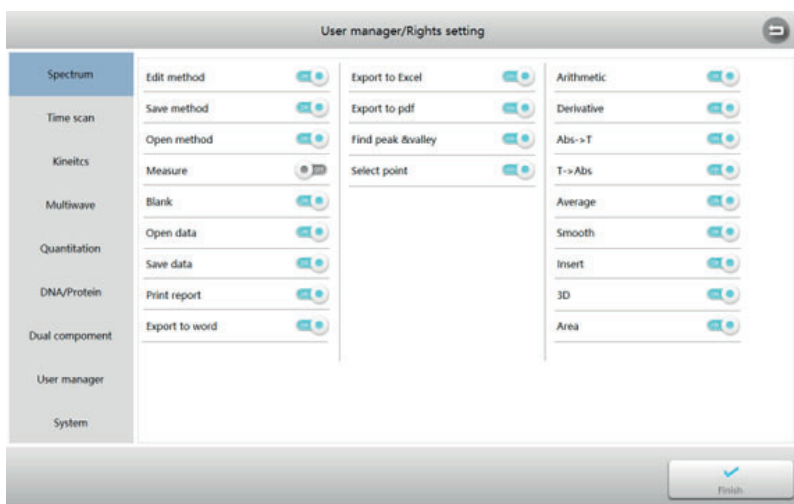 User manager/Rights setting
Spectrum
Time scan
Kineitcs
Multiwave
Quantitation
DNA/Protein
Dual compoment
User manager
System
Edit method
Save method
Open method
Measure
Blank
Open data
Save data
Print report
Export to word
Export to Excel
Export to pdf
Find peak &valley
Select point
Arithmetic
Derivative
Abs->T
T->Abs
Average
Smooth
Insert
3D
Area
Finish